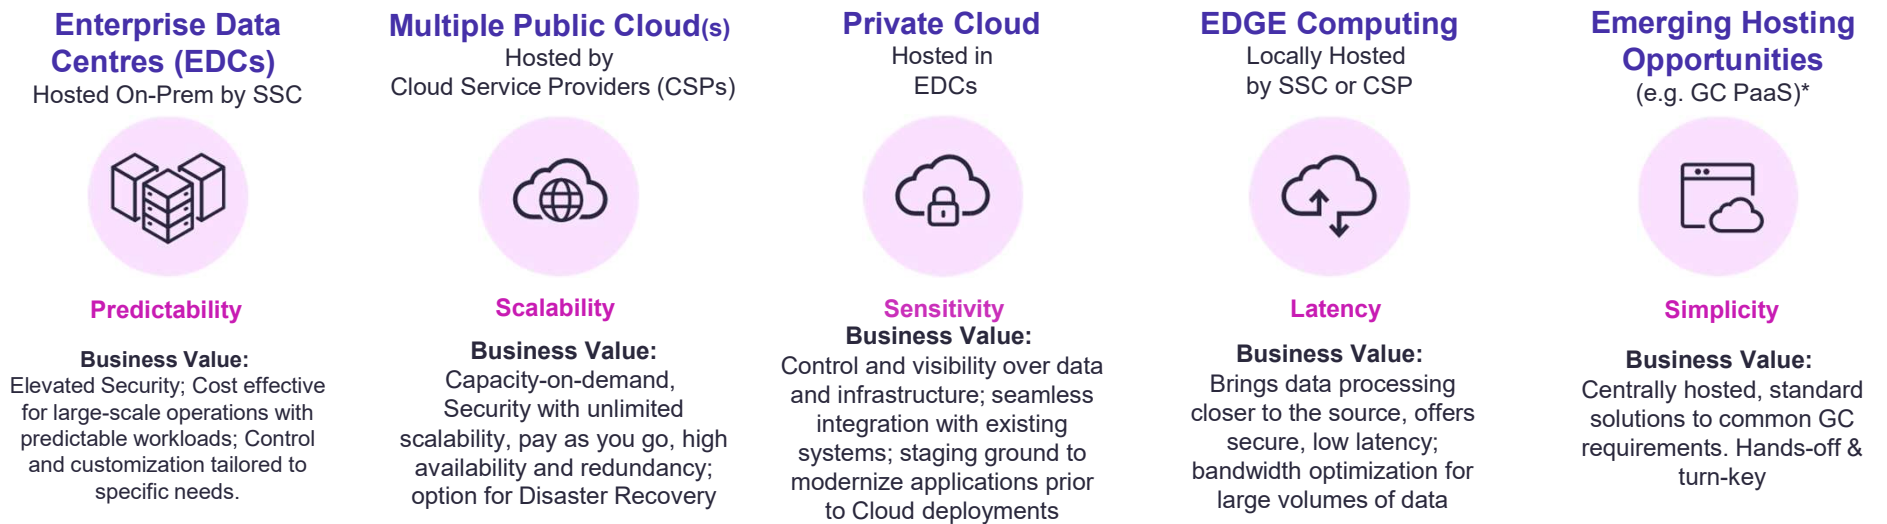 Enterprise Data
Centres (EDCs)
Hosted On-Prem by SSC
Predictability
Business Value:
Elevated Security; Cost effective
for large-scale operations with
predictable workloads; Control
and customization tailored to
specific needs.
Multiple Public Cloud(s)
Hosted by
Cloud Service Providers (CSPs)
Scalability
Business Value:
Capacity-on-demand,
Security with unlimited
scalability, pay as you go, high
availability and redundancy;
option for Disaster Recovery
Private Cloud
Hosted in
EDCs
Sensitivity
Business Value:
Control and visibility over data
and infrastructure; seamless
integration with existing
systems; staging ground to
modernize applications prior
to Cloud deployments
EDGE Computing
Locally Hosted
by SSC or CSP
Latency
Business Value:
Brings data processing
closer to the source, offers
secure, low latency;
bandwidth optimization for
large volumes of data
Emerging Hosting
Opportunities
(e.g. GC PaaS)*
Simplicity
Business Value:
Centrally hosted, standard
solutions to common GC
requirements. Hands-off &
turn-key